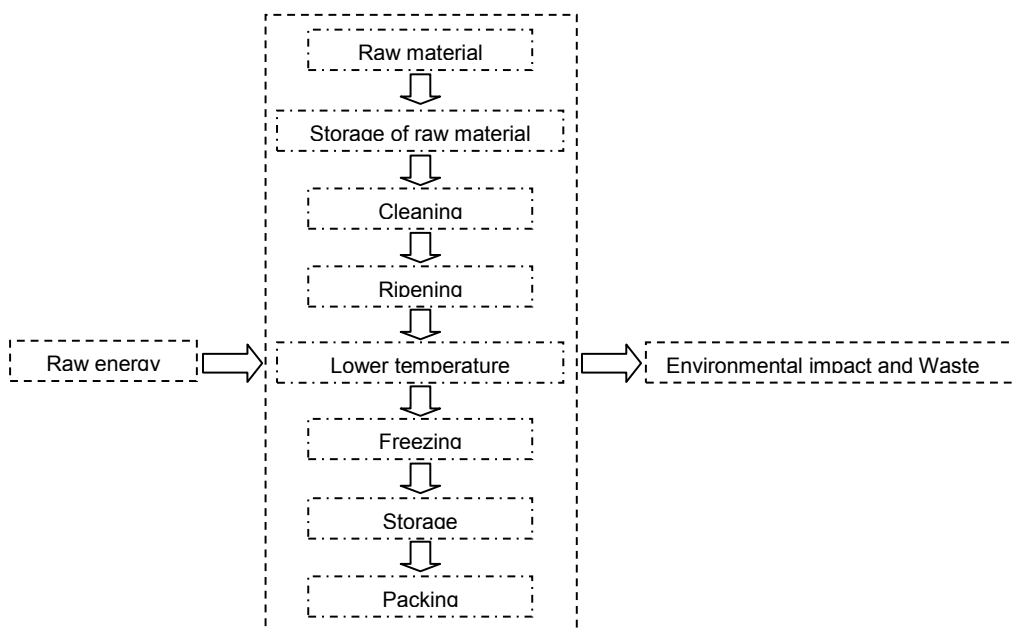 Raw material
Storage of raw material
Cleaning
Ripening
Raw energy
Lower temperature
Environmental impact and Waste
Freezing
Storage
Packing